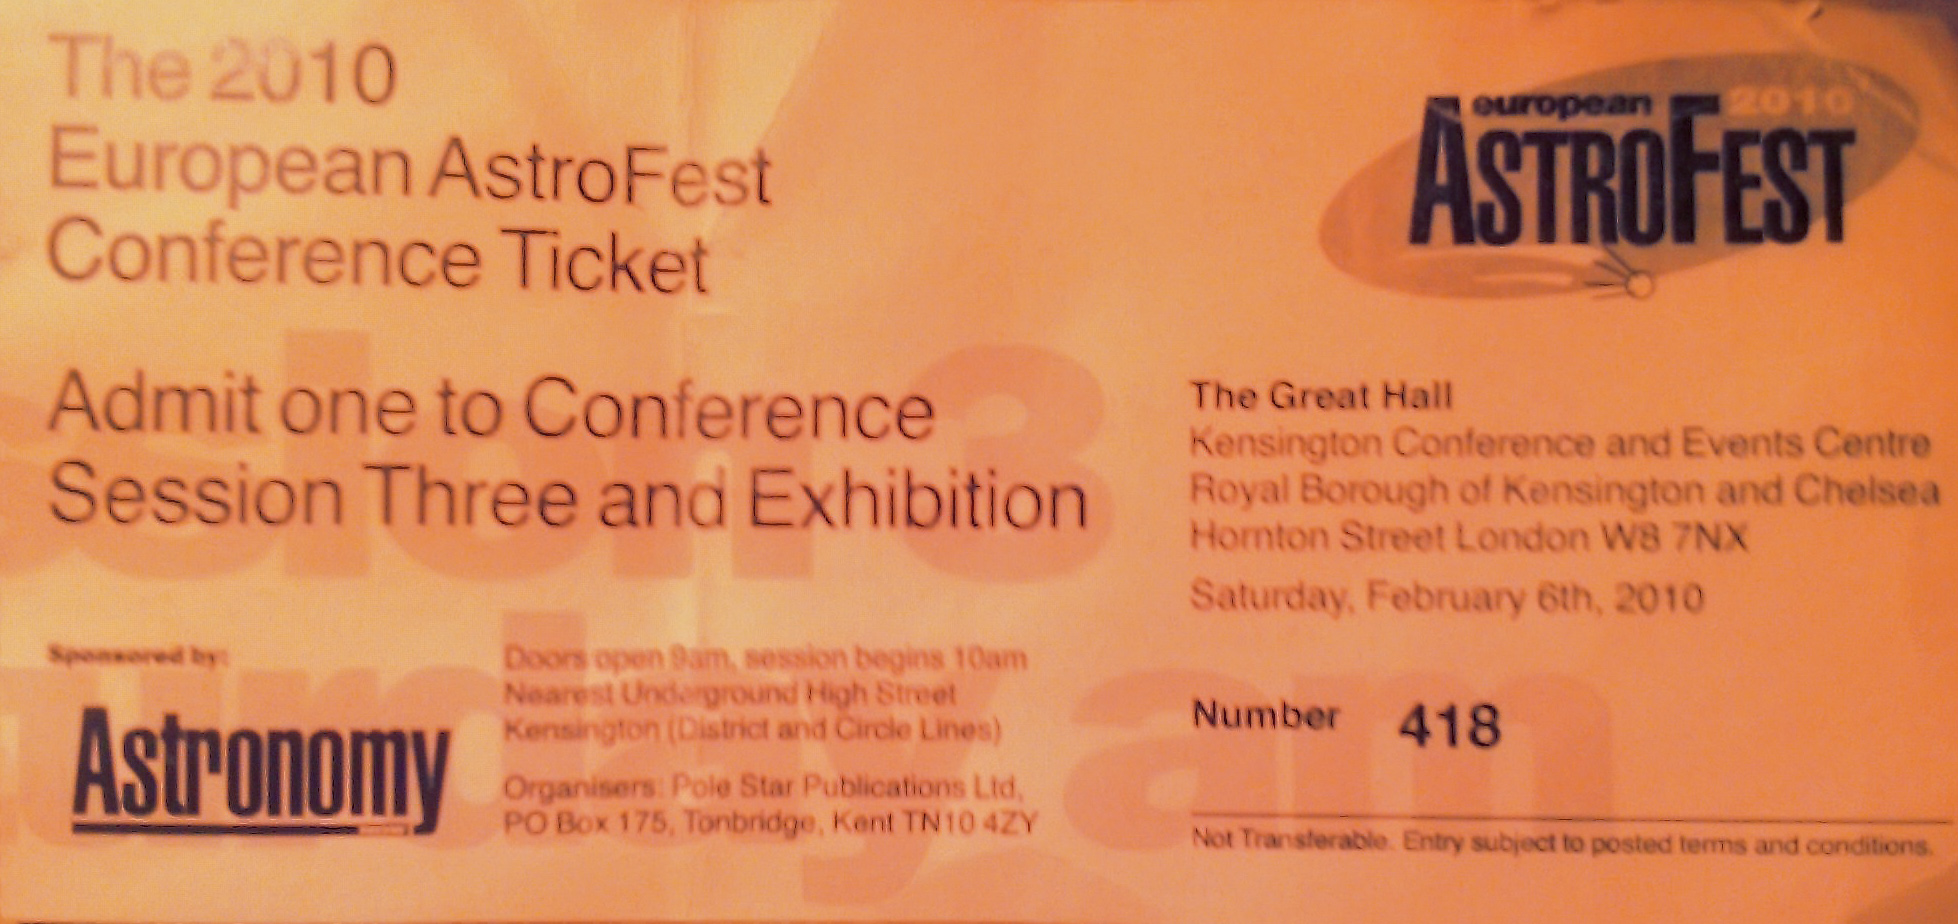 The 2010
European AstroFest
Conference Ticket
european 2010
ASTROFEST
Admit one to Conference
Session Three and Exhibition
ssion 3
urday am
The Great Hall
Kensington Conference and Events Centre
Royal Borough of Kensington and Chelsea
Hornton Street London W8 7NX
Saturday, February 6th, 2010
Sponsored by:
Astronomy
Doors open 9am, session begins 10am
Nearest Underground High Street
Kensington (District and Circle Lines)
Organisers: Pole Star Publications Ltd,
PO Box 175, Tonbridge, Kent TN10 4ZY
Number 418
Not Transferable. Entry subject to posted terms and conditions.